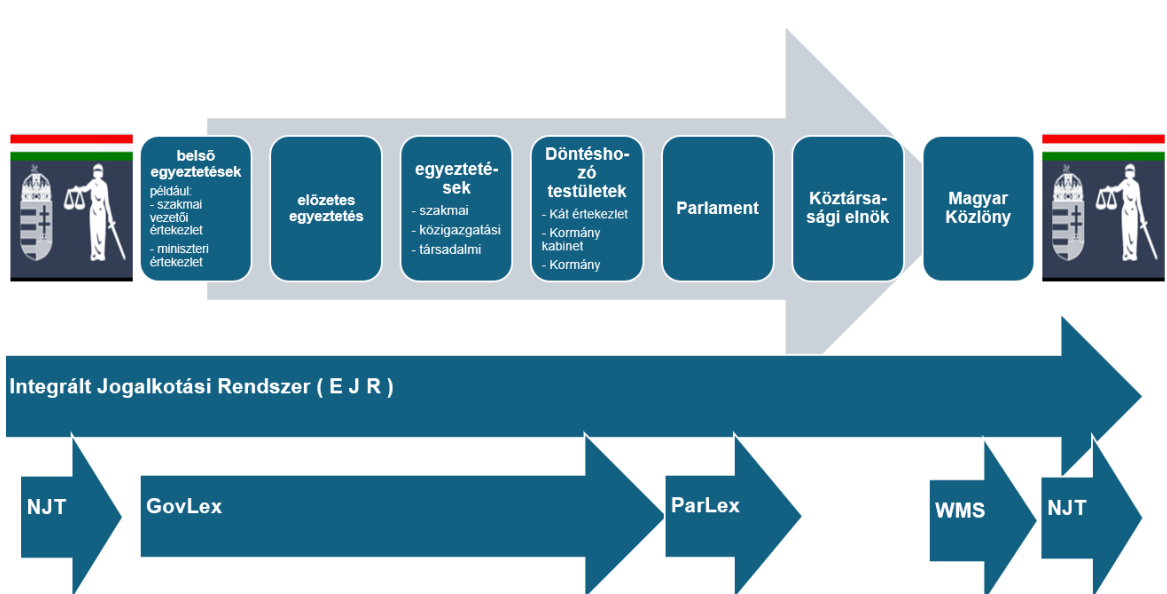 belső
egyeztetések
például:
- szakmai
vezetői
értekezlet
- miniszteri
értekezlet
előzetes
egyeztetés
egyezteté-
sek
- szakmai
- közigazgatási
- társadalmi
Döntésho-
zó
testületek
- Kát értekezlet
- Kormány
kabinet
- Kormány
Parlament
Köztársa-
sági elnök
Magyar
Közlöny
Integrált Jogalkotási Rendszer ( E J R )
NJT
GovLex
ParLex
WMS
NJT